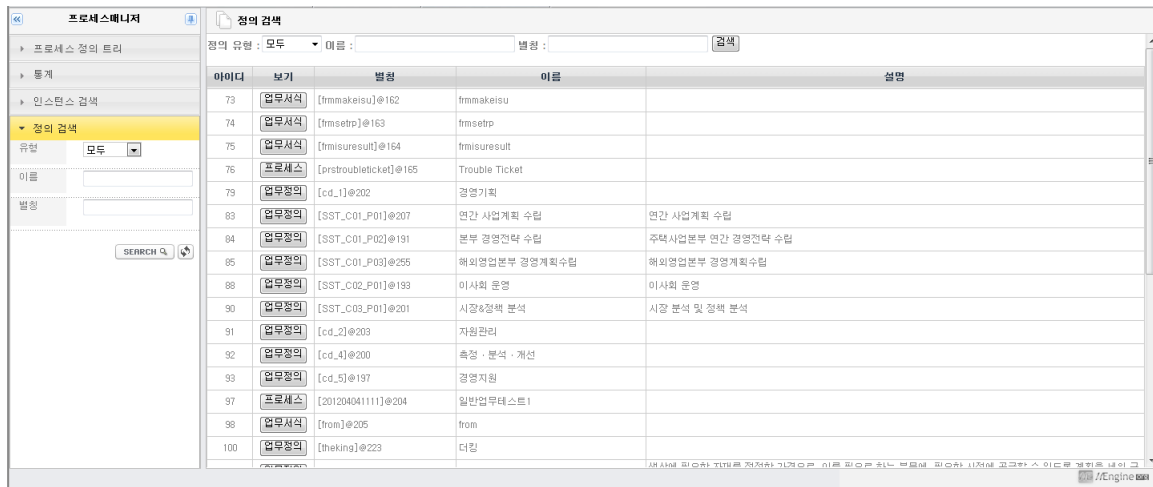 프로세스매니저
프로세스 정의 트리
통계
인스턴스 검색
정의 검색
유형 모두
이름
별칭
SEARCH
정의 검색
정의 유형 : 모두 이름 : 별칭 : 검색
아이디 보기 별칭 이름 설명
73 업무서식 [frmmakeisu]@162 frmmakeisu
74 업무서식 [frmsetrp]@163 frmsetrp
75 업무서식 [frmisuresult]@164 frmisuresult
76 프로세스 [prstroubleticket]@165 Trouble Ticket
79 업무정의 [cd_1]@202 경영기획
83 업무정의 [SST_C01_P01]@207 연간 사업계획 수립 연간 사업계획 수립
84 업무정의 [SST_C01_P02]@191 본부 경영전략 수립 주택사업본부 연간 경영전략 수립
85 업무정의 [SST_C01_P03]@255 해외영업본부 경영계획수립 해외영업본부 경영계획수립
88 업무정의 [SST_C02_P01]@193 이사회 운영 이사회 운영
90 업무정의 [SST_C03_P01]@201 시장&정책 분석 시장 분석 및 정책 분석
91 업무정의 [cd_2]@203 자원관리
92 업무정의 [cd_4]@200 측정 · 분석 · 개선
93 업무정의 [cd_5]@197 경영지원
97 프로세스 [201204041111]@204 일반업무테스트1
98 업무서식 [from]@205 from
100 업무정의 [theking]@223 더킹